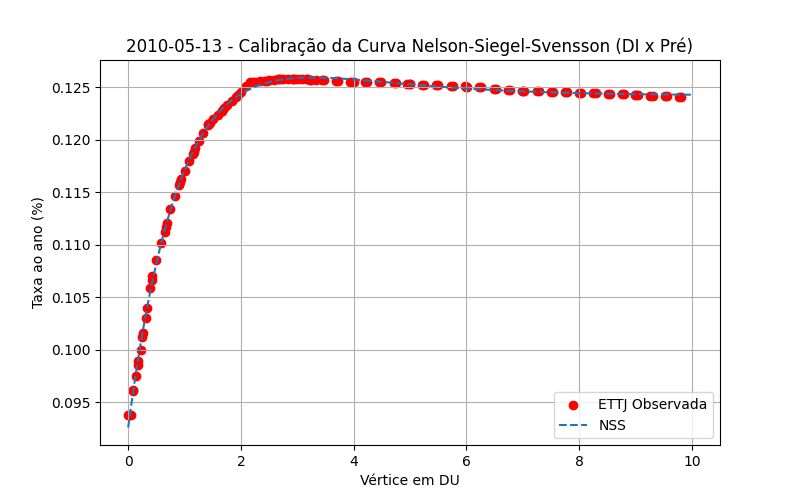 2010-05-13 - Calibração da Curva Nelson-Siegel-Svensson (DI x Pré)
0.125
0.120
0.115
0.110
0.105
0.100
0.095
Taxa ao ano (%)
ETTJ Observada
NSS
0 2 4 6 8 10
Vértice em DU